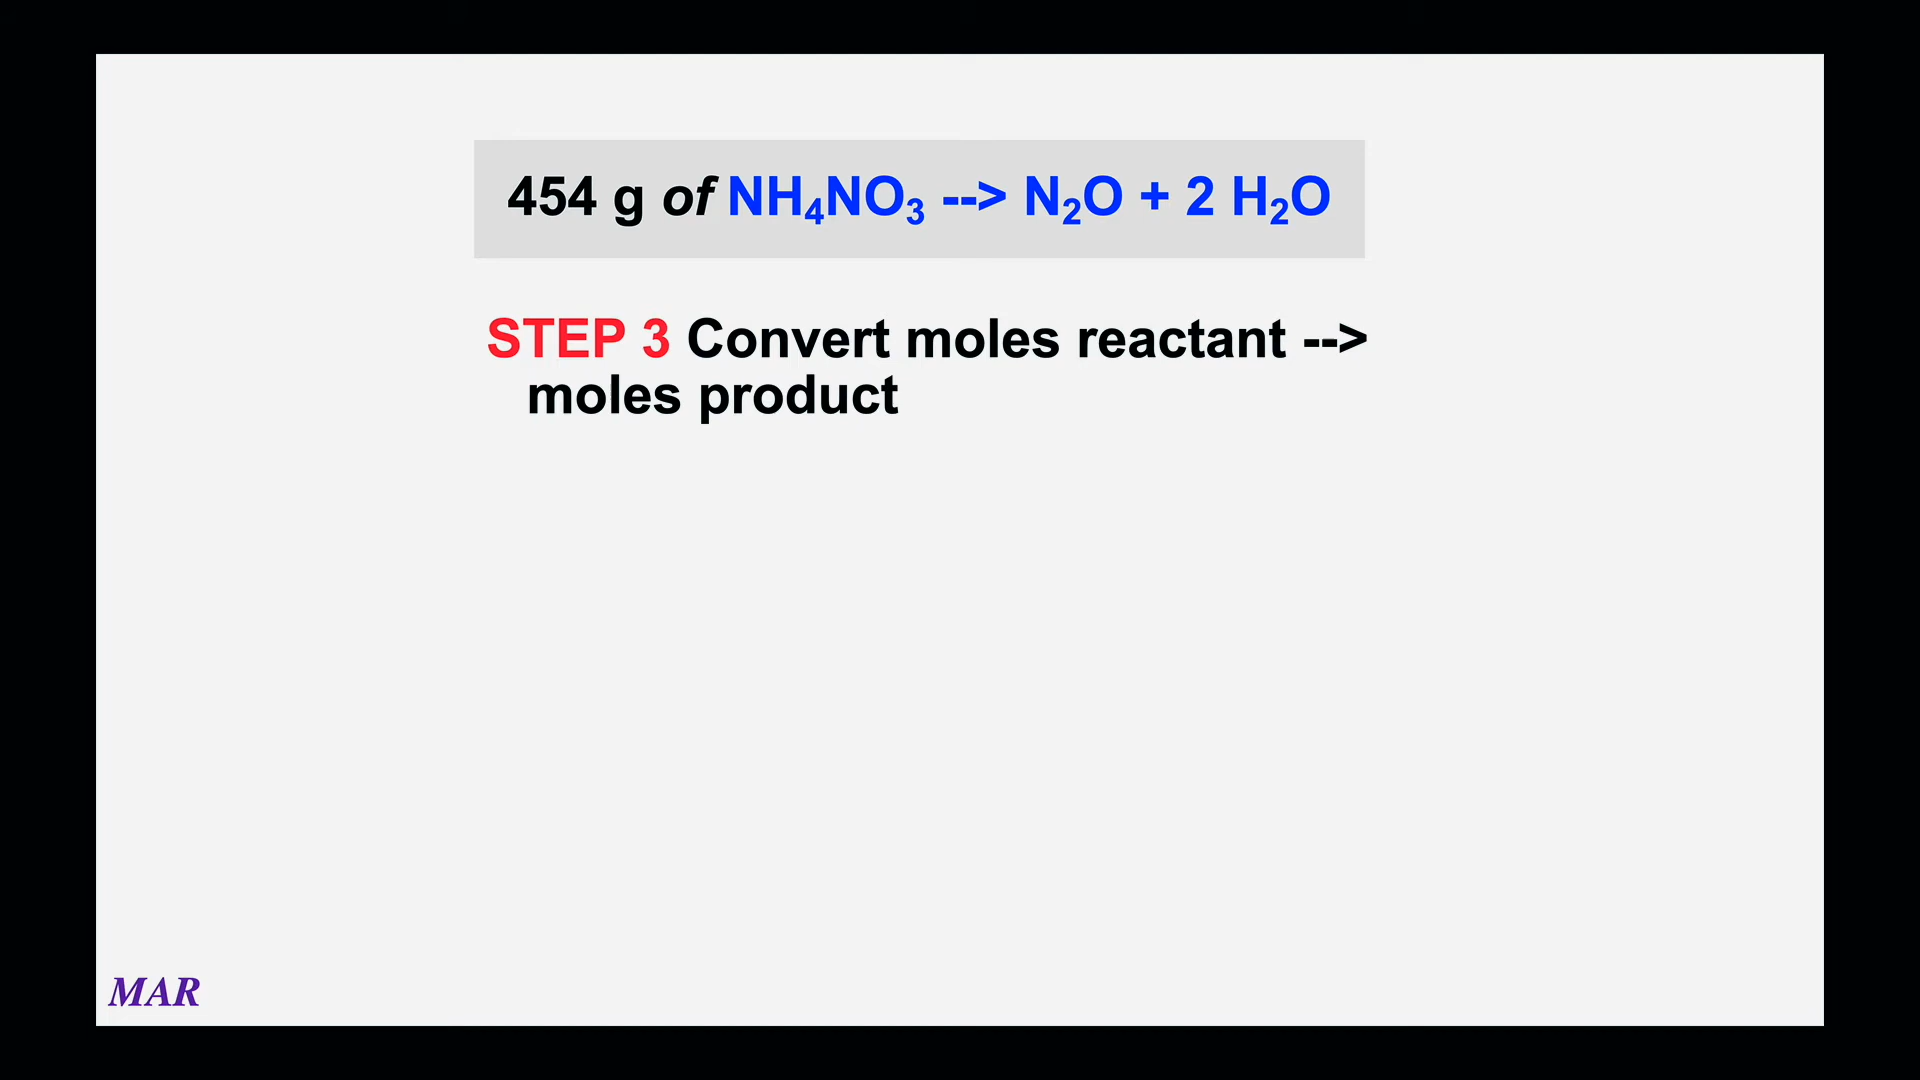 454 g of NH₄NO₃ --> N₂O + 2 H₂O
STEP 3 Convert moles reactant -->
moles product
MAR